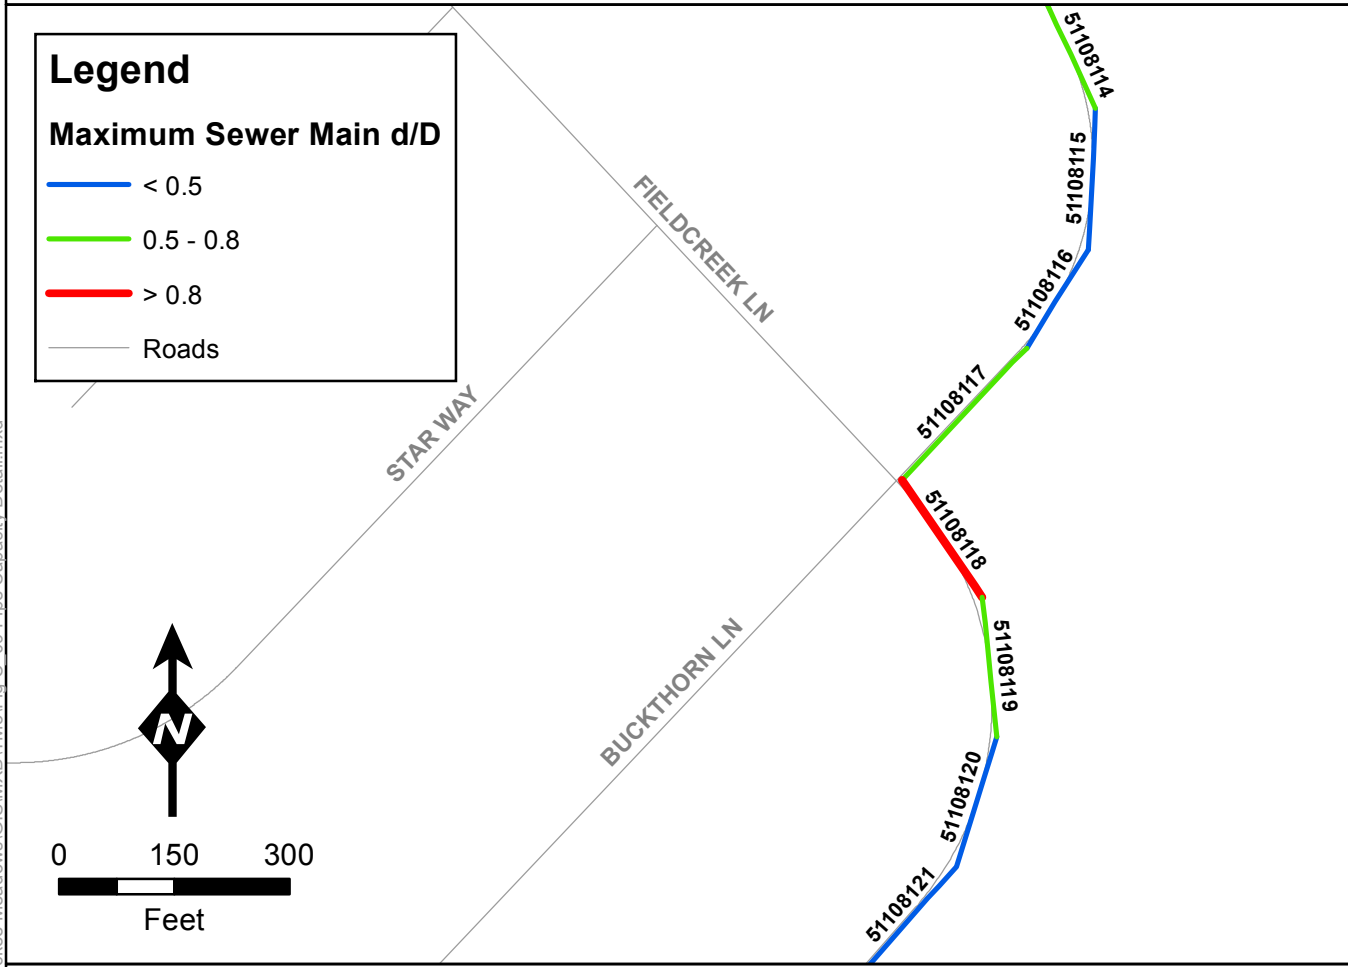 Legend
Maximum Sewer Main d/D
< 0.5
0.5 - 0.8
> 0.8
Roads
51108114
51108115
51108116
FIELDCREEK LN
51108117
STAR WAY
51108118
51108119
BUCKTHORN LN
51108120
51108121
N
0 150 300
Feet